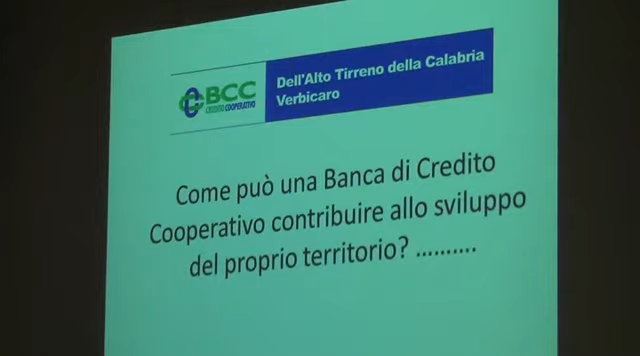 BCC
CREDITO COOPERATIVO
Dell'Alto Tirreno della Calabria
Verbicaro
Come può una Banca di Credito
Cooperativo contribuire allo sviluppo
del proprio territorio? ..........